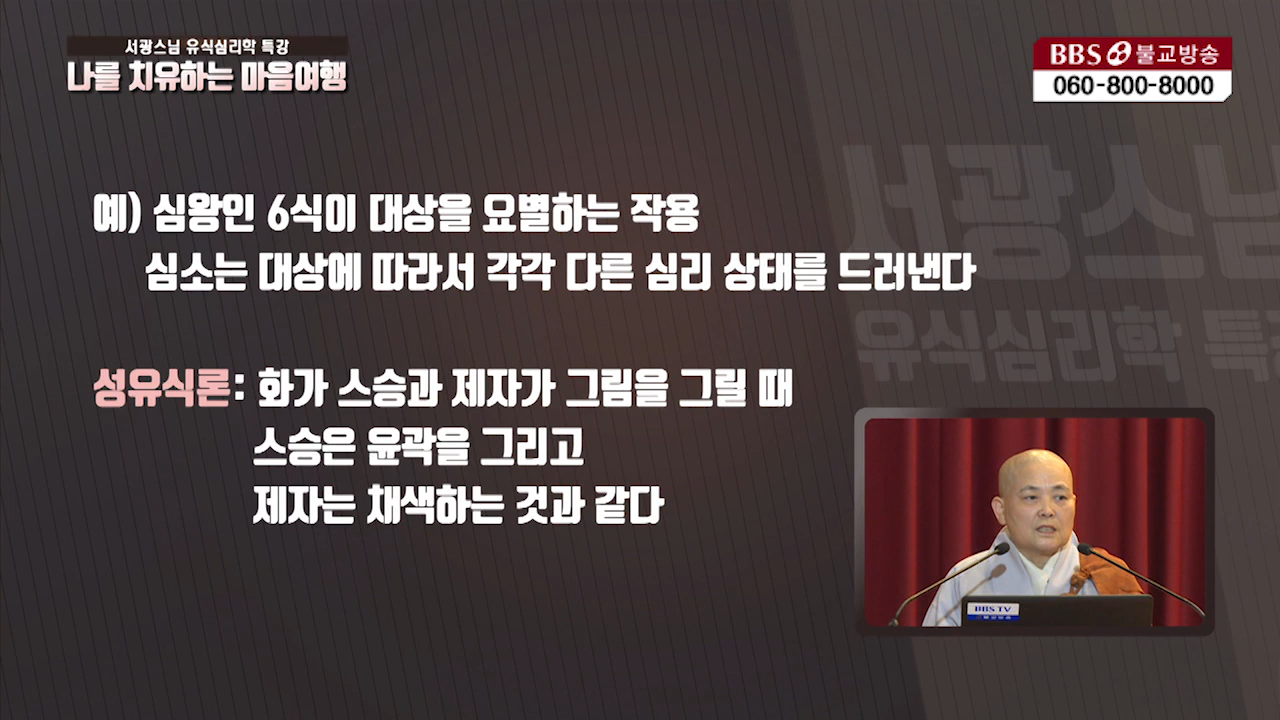 서광스님 유식심리학 특강
나를 치유하는 마음여행
BBS 불교방송
060-800-8000
서광스님
유식심리학 특강
예) 심왕인 6식이 대상을 요별하는 작용
심소는 대상에 따라서 각각 다른 심리 상태를 드러낸다
성유식론: 화가 스승과 제자가 그림을 그릴 때
스승은 윤곽을 그리고
제자는 채색하는 것과 같다
BBS TV
불교방송